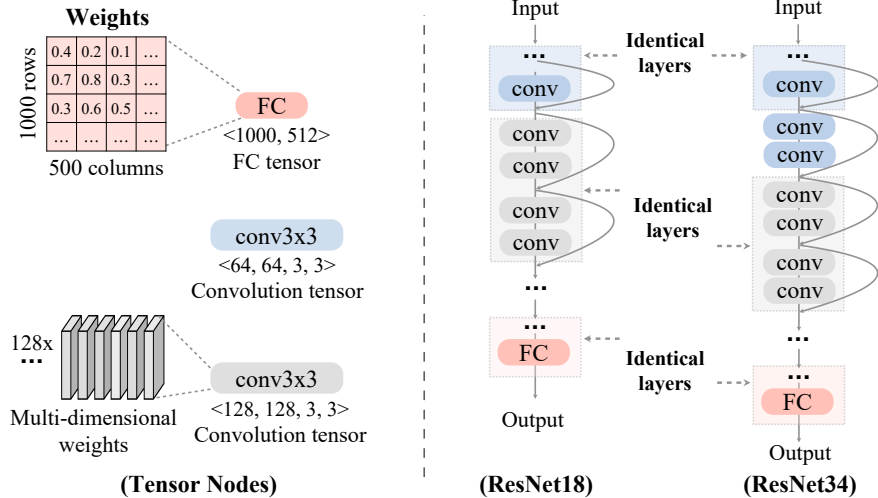 Weights
0.4 0.2 0.1 ...
0.7 0.8 0.3 ...
0.3 0.6 0.5 ...
... ... ... ...
1000 rows
500 columns
FC
<1000, 512>
FC tensor
conv3x3
<64, 64, 3, 3>
Convolution tensor
128x
...
Multi-dimensional
weights
conv3x3
<128, 128, 3, 3>
Convolution tensor
(Tensor Nodes)
Input
...
conv
conv
conv
conv
conv
...
...
FC
Output
(ResNet18)
Identical
layers
Identical
layers
Identical
layers
Input
...
conv
conv
conv
conv
conv
conv
conv
...
...
FC
Output
(ResNet34)